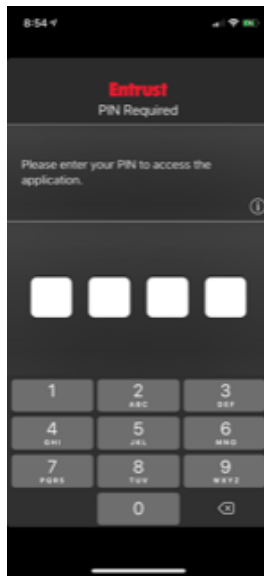 8:54
Entrust
PIN Required
Please enter your PIN to access the
application.
1
2
ABC
3
DEF
4
GHI
5
JKL
6
MNO
7
PQRS
8
TUV
9
WXYZ
0